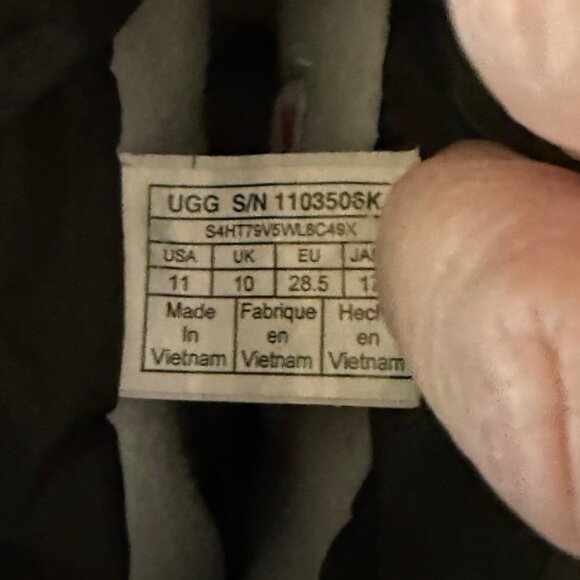 UGG S/N 1103506K
S4HT79V5WL8C49X
USA UK EU
11 10 28.5
Made Fabrique
In en en
Vietnam Vietnam Vietnam